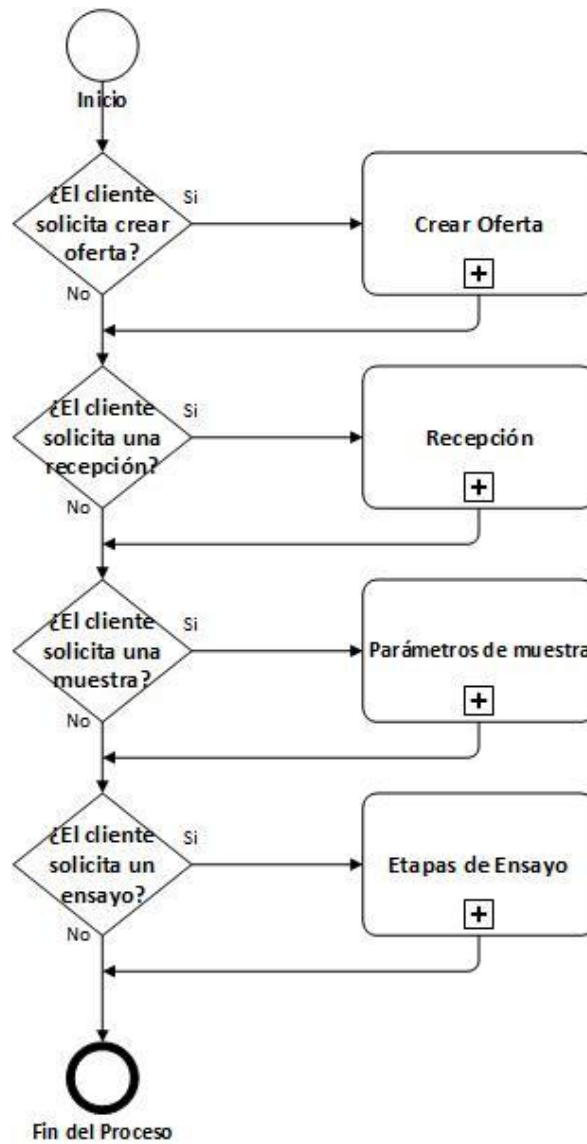 Inicio
¿El cliente
solicita crear
oferta?
Si
Crear Oferta
No
¿El cliente
solicita una
recepción?
Si
Recepción
No
¿El cliente
solicita una
muestra?
Si
Parámetros de muestra
No
¿El cliente
solicita un
ensayo?
Si
Etapas de Ensayo
No
Fin del Proceso